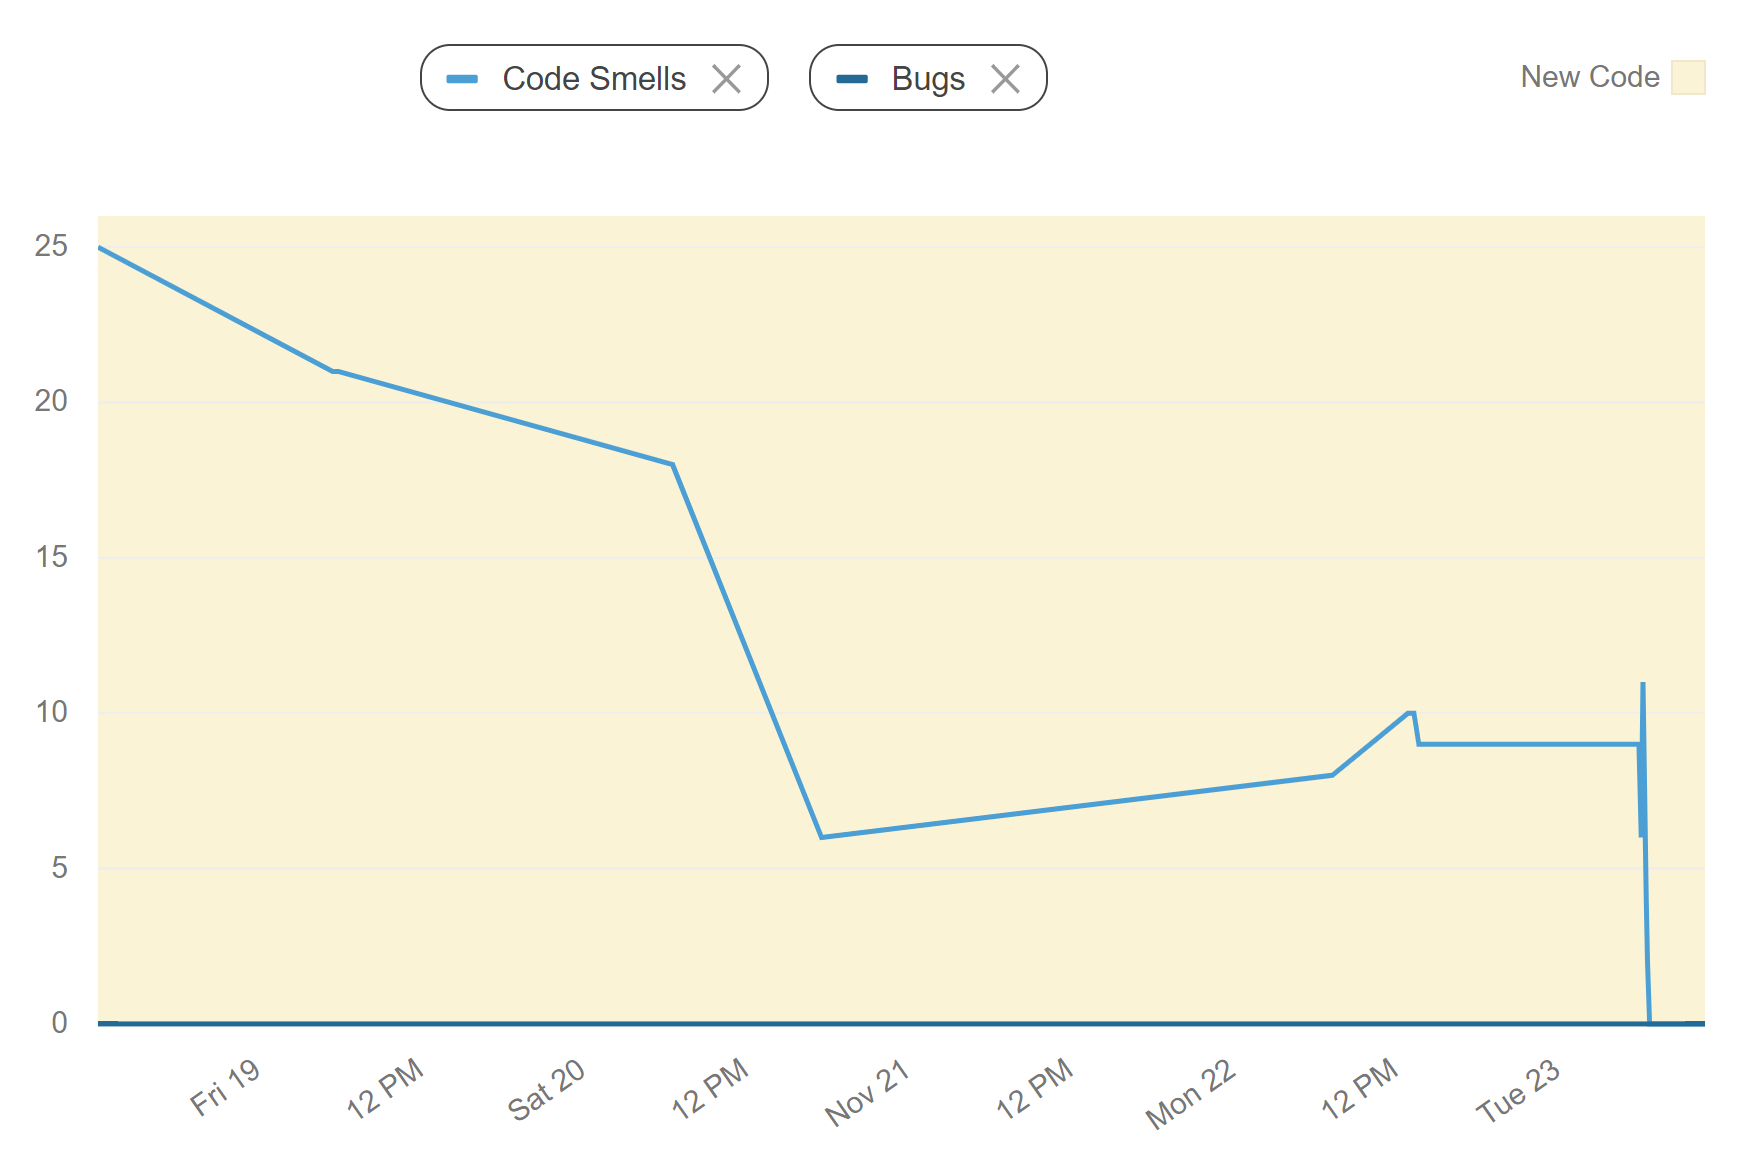 Code Smells
Bugs
New Code
25
20
15
10
5
0
Fri 19
12 PM
Sat 20
12 PM
Nov 21
12 PM
Mon 22
12 PM
Tue 23